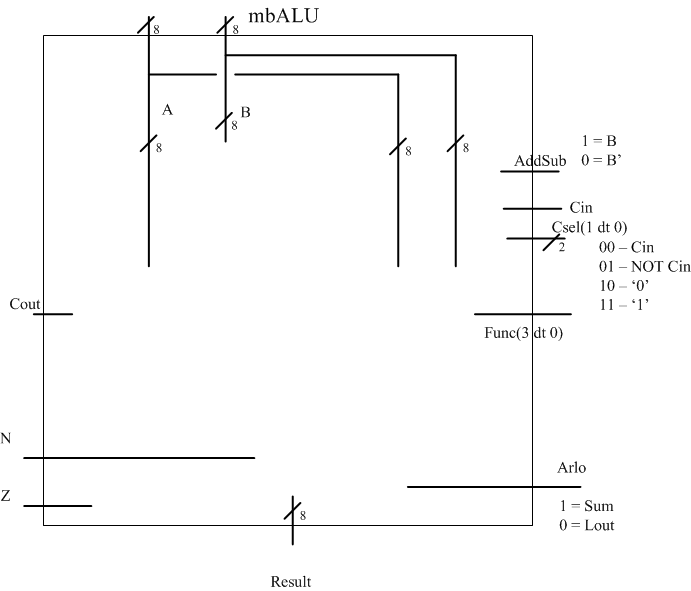 mbALU
8
8
A
B
8
8
8
8
1 = B
AddSub
0 = B’
Cin
Csel(1 dt 0)
2
00 – Cin
01 – NOT Cin
10 – ‘0’
11 – ‘1’
Cout
Func(3 dt 0)
N
Arlo
Z
1 = Sum
0 = Lout
8
Result